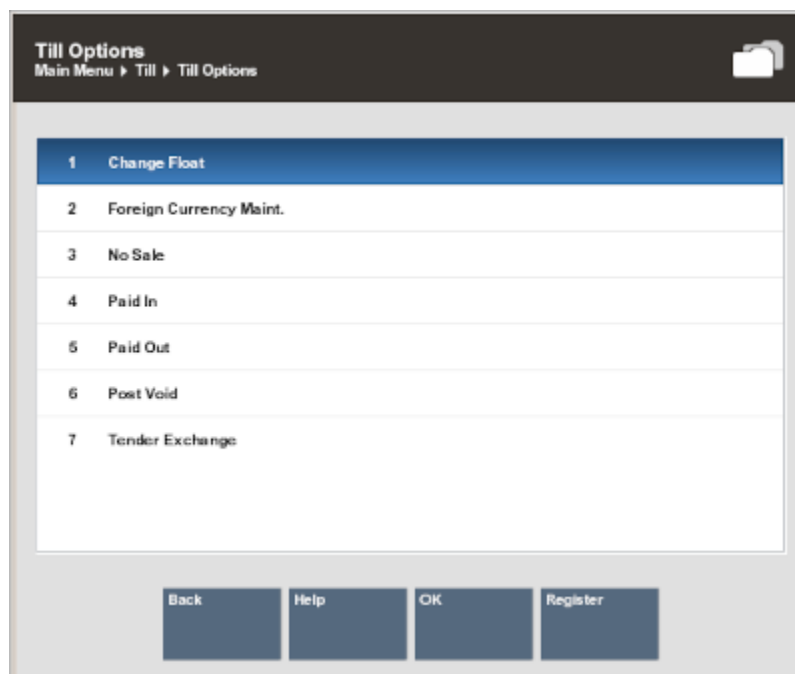 Till Options
Main Menu ▸ Till ▸ Till Options
1 Change Float
2 Foreign Currency Maint.
3 No Sale
4 Paid In
5 Paid Out
6 Post Void
7 Tender Exchange
Back Help OK Register